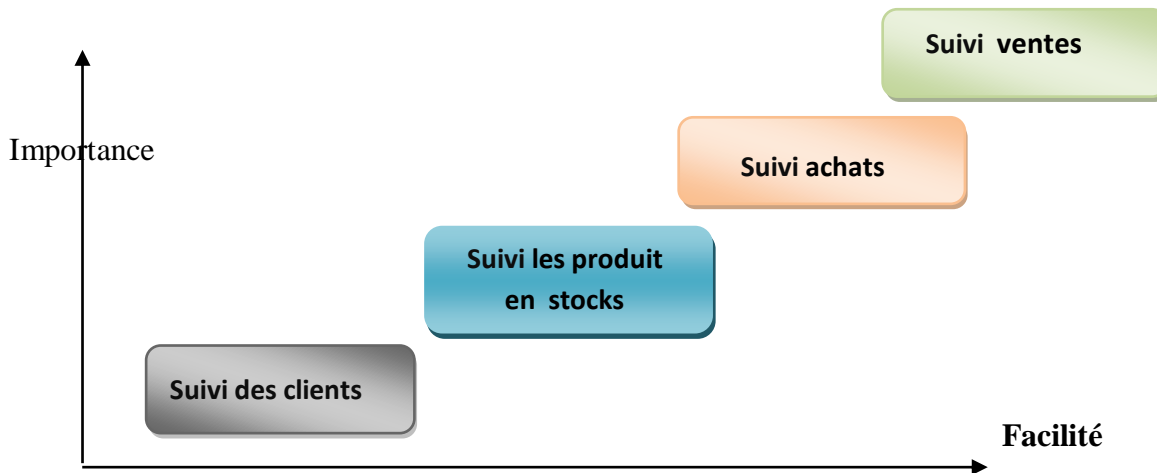 Suivi ventes
Importance
Suivi achats
Suivi les produit
en stocks
Suivi des clients
Facilité